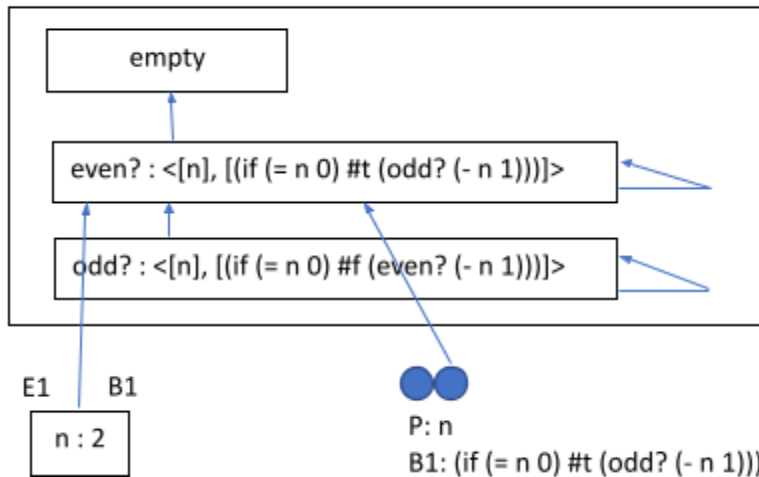 empty
even? : <[n], [(if (= n 0) #t (odd? (- n 1)))]>
odd? : <[n], [(if (= n 0) #f (even? (- n 1)))]>
E1 B1
n : 2
P: n
B1: (if (= n 0) #t (odd? (- n 1)))